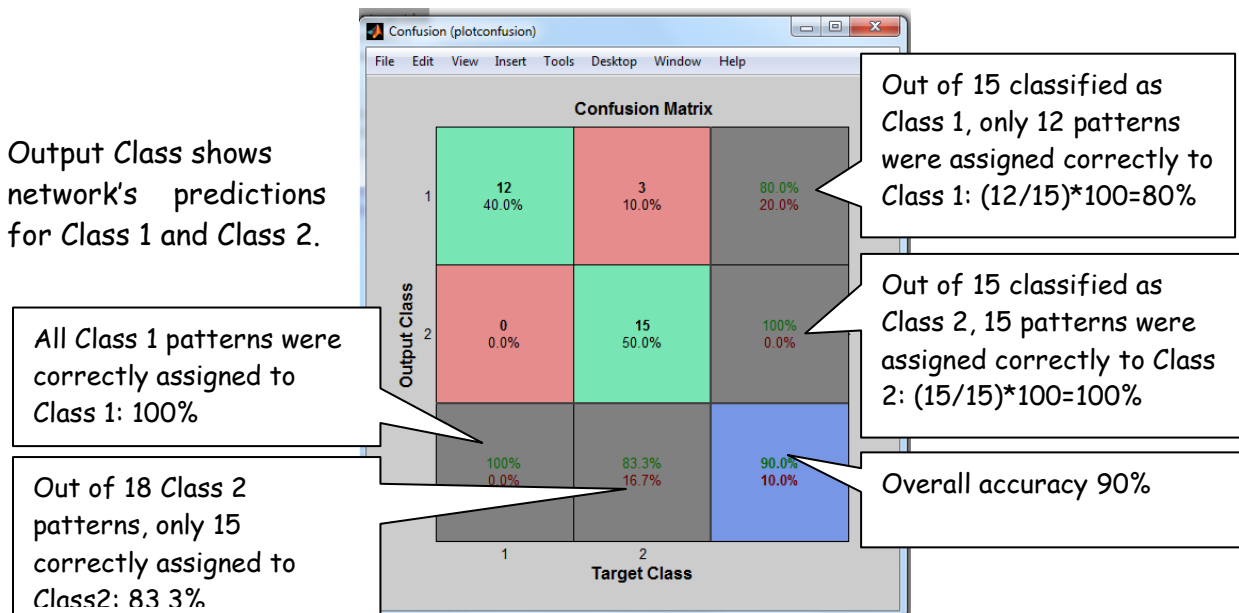 Confusion (plotconfusion)
File Edit View Insert Tools Desktop Window Help
Confusion Matrix
Output Class shows
network's predictions
for Class 1 and Class 2.
Out of 15 classified as
Class 1, only 12 patterns
were assigned correctly to
Class 1: (12/15)*100=80%
1
12
40.0%
3
10.0%
80.0%
20.0%
Output Class
2
0
0.0%
15
50.0%
100%
0.0%
Out of 15 classified as
Class 2, 15 patterns were
assigned correctly to Class
2: (15/15)*100=100%
All Class 1 patterns were
correctly assigned to
Class 1: 100%
100%
0.0%
83.3%
16.7%
90.0%
10.0%
Overall accuracy 90%
Out of 18 Class 2
patterns, only 15
correctly assigned to
Class2: 83.3%
1
2
Target Class